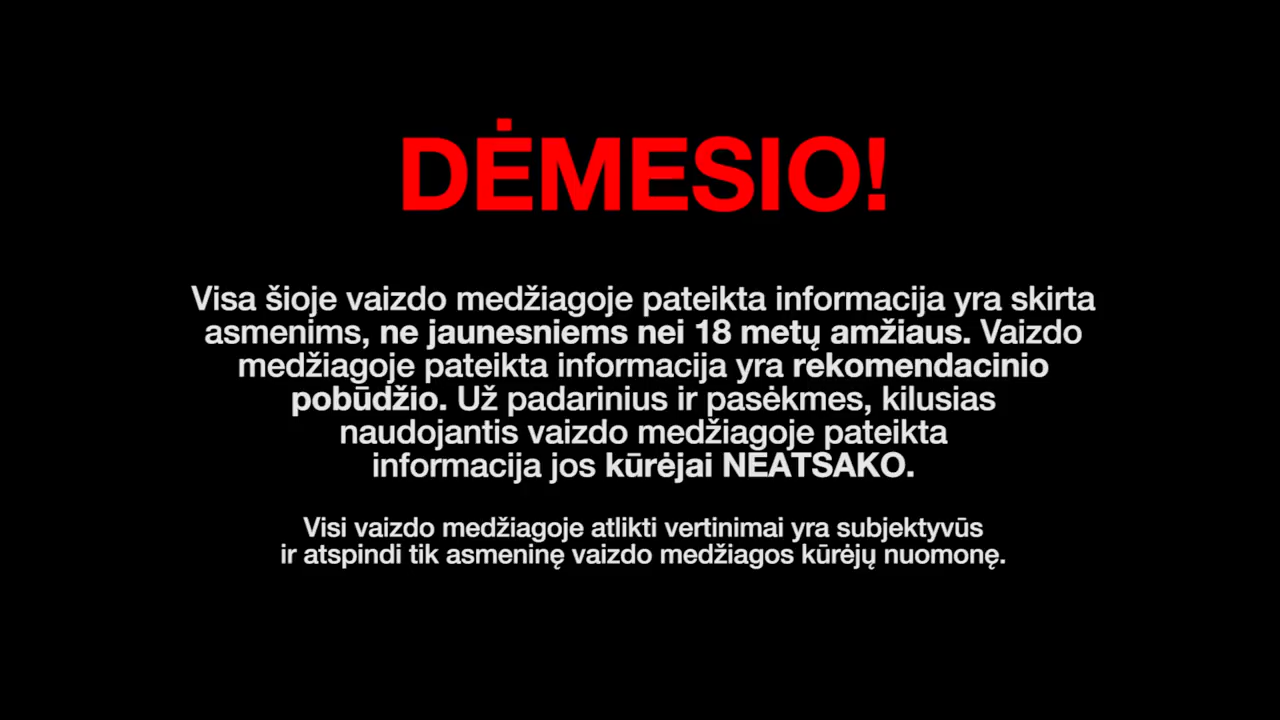 DĖMESIO!
Visa šioje vaizdo medžiagoje pateikta informacija yra skirta
asmenims, ne jaunesniems nei 18 metų amžiaus. Vaizdo
medžiagoje pateikta informacija yra rekomendacinio
pobūdžio. Už padarinius ir pasėkmes, kilusias
naudojantis vaizdo medžiagoje pateikta
informacija jos kūrėjai NEATSAKO.
Visi vaizdo medžiagoje atlikti vertinimai yra subjektyvūs
ir atspindi tik asmeninę vaizdo medžiagos kūrėjų nuomonę.